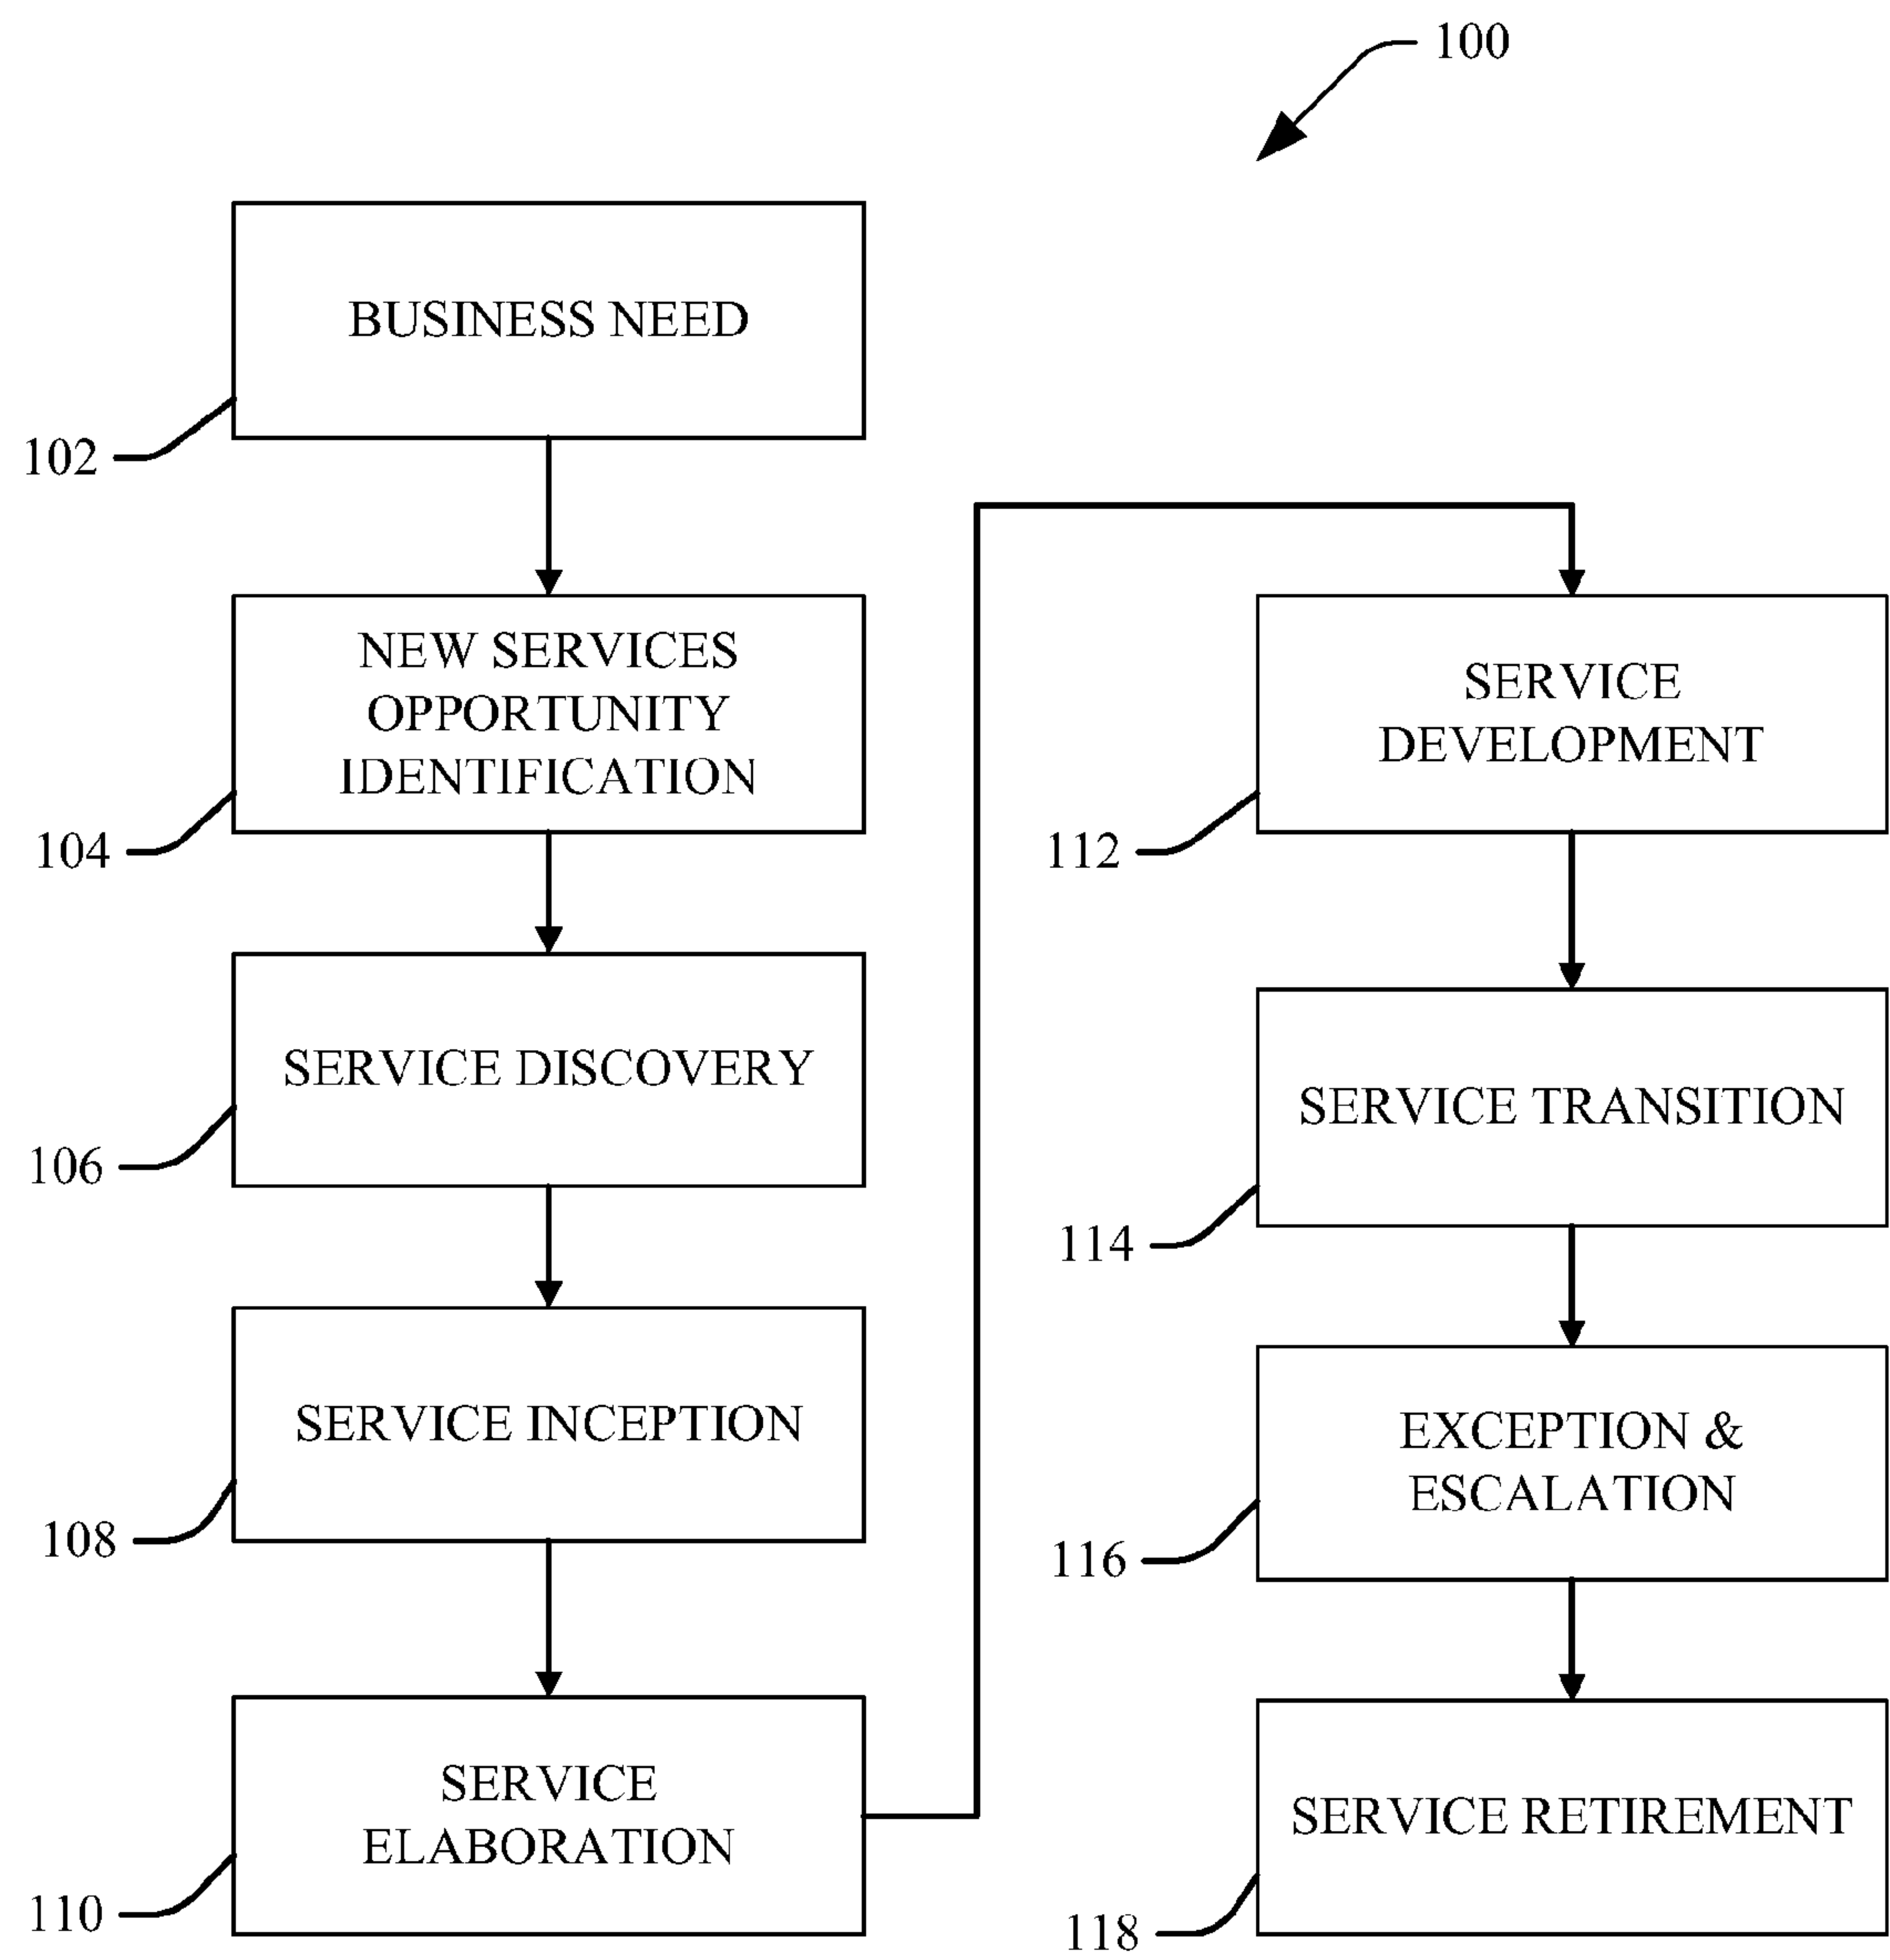 100
BUSINESS NEED
102
NEW SERVICES
OPPORTUNITY
IDENTIFICATION
104
SERVICE DISCOVERY
106
SERVICE INCEPTION
108
SERVICE
ELABORATION
110
SERVICE
DEVELOPMENT
112
SERVICE TRANSITION
114
EXCEPTION &
ESCALATION
116
SERVICE RETIREMENT
118